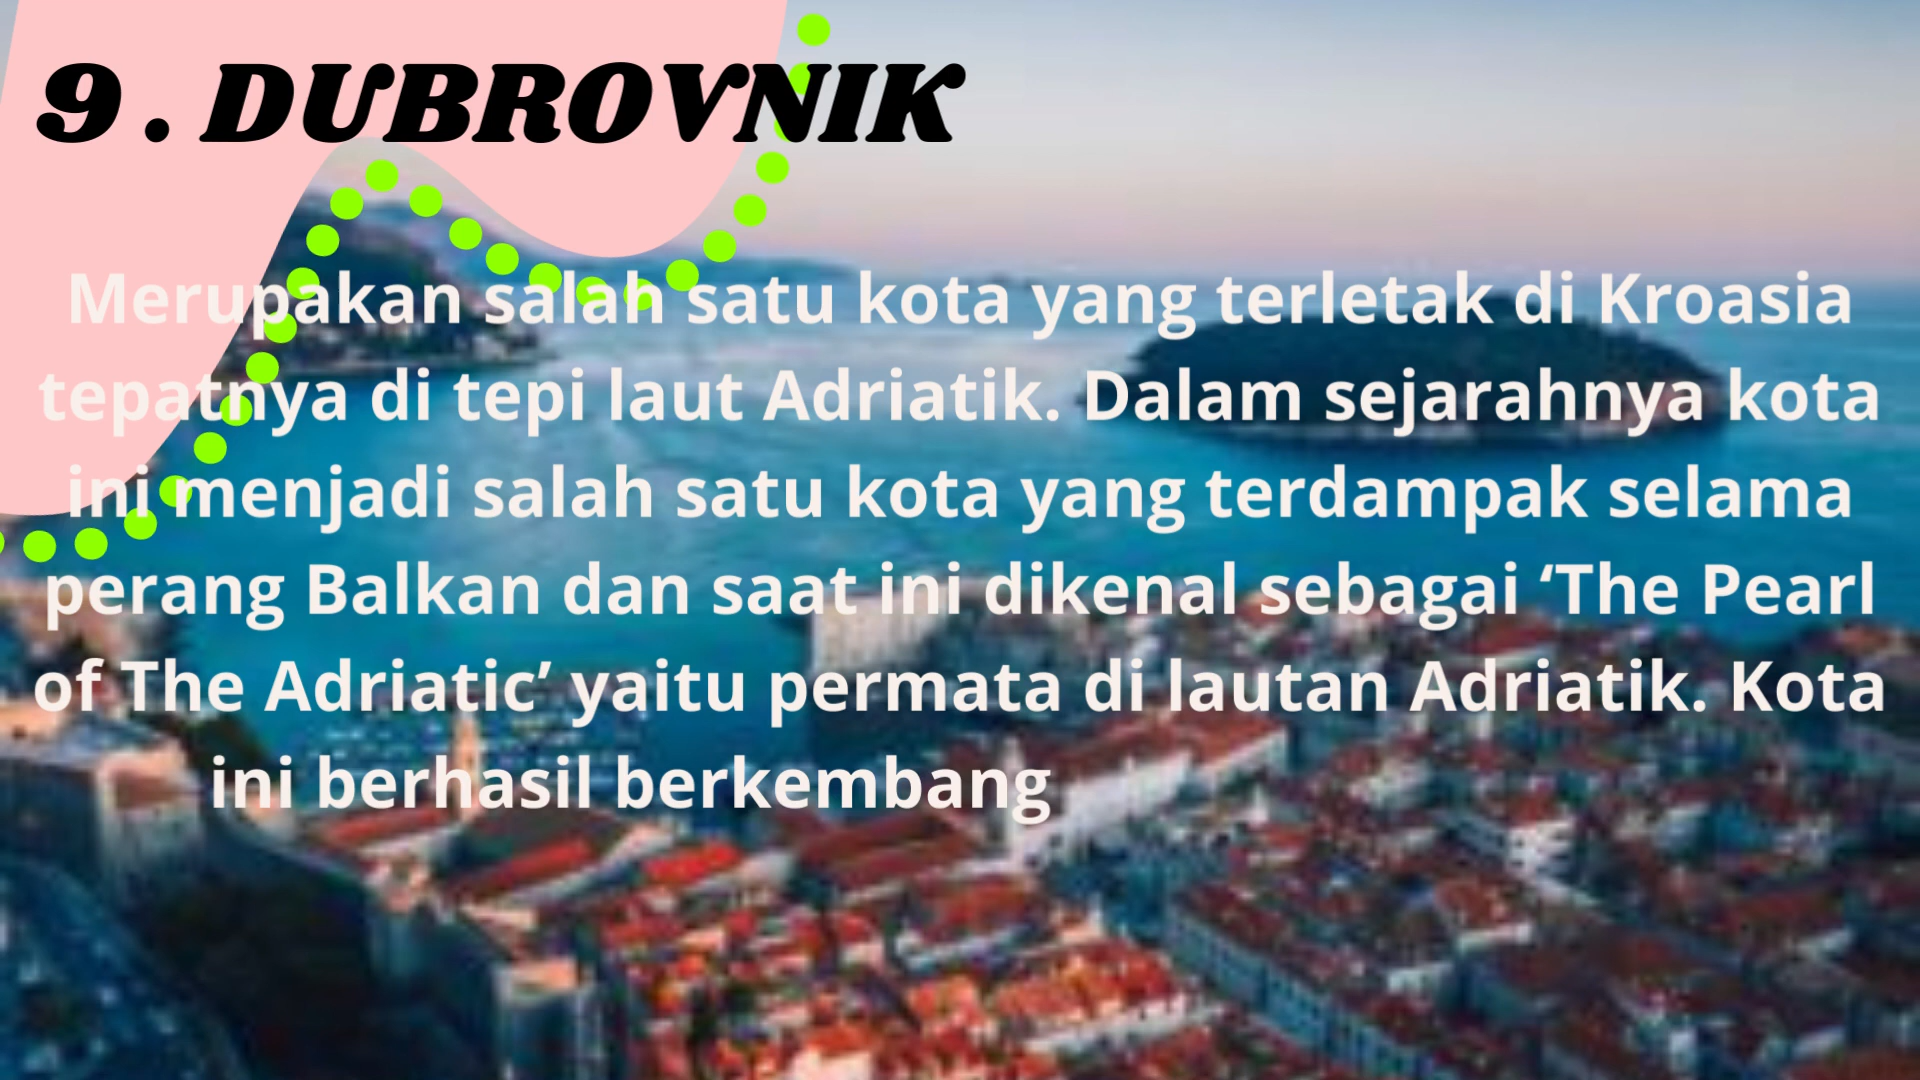 9 . DUBROVNIK
Merupakan salah satu kota yang terletak di Kroasia
tepatnya di tepi laut Adriatik. Dalam sejarahnya kota
ini menjadi salah satu kota yang terdampak selama
perang Balkan dan saat ini dikenal sebagai ‘The Pearl
of The Adriatic’ yaitu permata di lautan Adriatik. Kota
ini berhasil berkembang